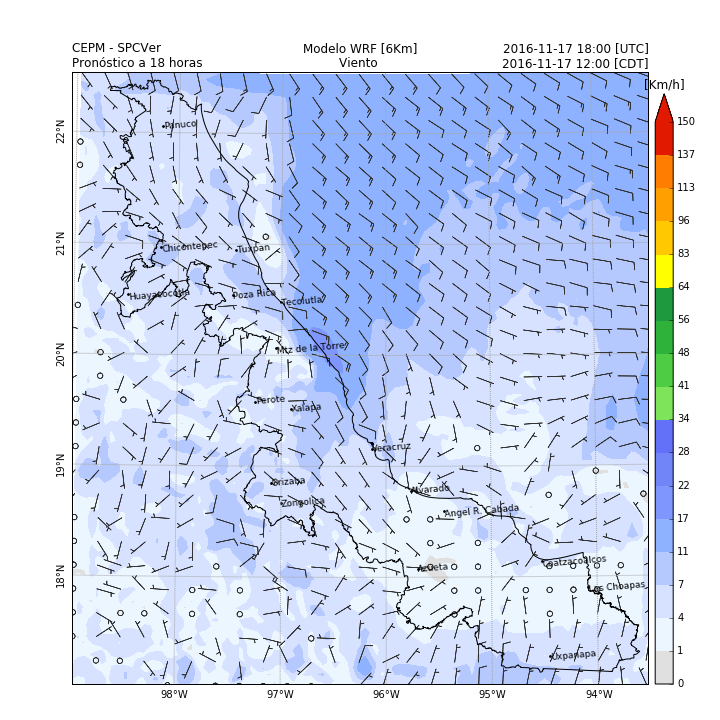 CEPM - SPCVer Modelo WRF [6Km] 2016-11-17 18:00 [UTC]
Pronóstico a 18 horas Viento 2016-11-17 12:00 [CDT]
[Km/h]
150
137
113
96
83
64
56
48
41
34
28
22
17
11
7
4
1
0
22°N
21°N
20°N
19°N
18°N
Panuco
Chicontepec
Tuxpan
Huayacocotla
Poza Rica
Tecolutla
Mtz de la Torre
Perote
Xalapa
Veracruz
Orizaba
Zongolica
Alvarado
Angel R. Cabada
Azueta
Coatzacoalcos
Las Choapas
Uxpanapa
98°W 97°W 96°W 95°W 94°W